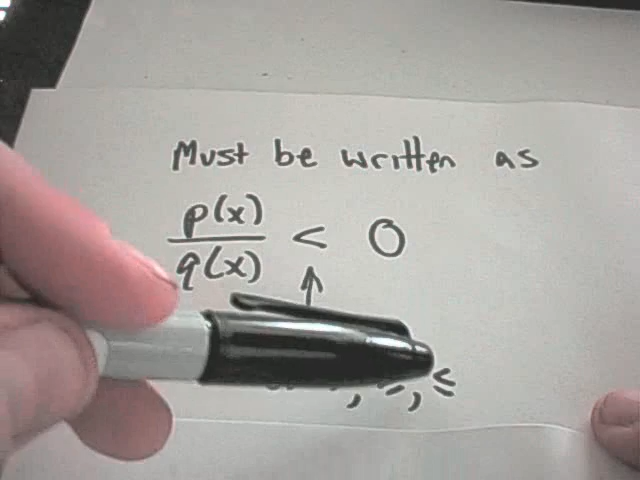 Must be written as
p(x)
q(x) < 0
↑
, , ≤